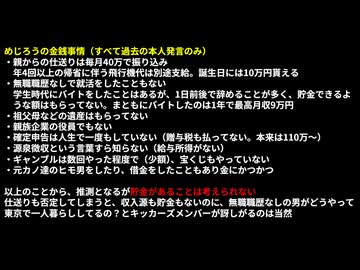 めじろうの金銭事情（すべて過去の本人発言のみ）
・親からの仕送りは毎月40万で振り込み
年4回以上の帰省に伴う飛行機代は別途支給。誕生日には10万円貰える
・無職職歴なしで就活をしたこともない
学生時代にバイトをしたことはあるが、1日前後で辞めることが多く、貯金できるよ
うな額はもらってない。まともにバイトしたのは1年で最高月収9万円
・祖父母などの遺産はもらってない
・親族企業の役員でもない
・確定申告は人生で一度もしていない（贈与税も払ってない。本来は110万～）
・源泉徴収という言葉すら知らない（給与所得がない）
・ギャンブルは数回やった程度で（少額）、宝くじもやっていない
・元カノ達のヒモ男をしたり、借金をしたこともあり金にかつかつ
以上のことから、推測となるが貯金があることは考えられない
仕送りも否定してしまうと、収入源も貯金もないのに、無職職歴なしの男がどうやって
東京で一人暮らししてるの？とキッカーズメンバーが訝しがるのは当然